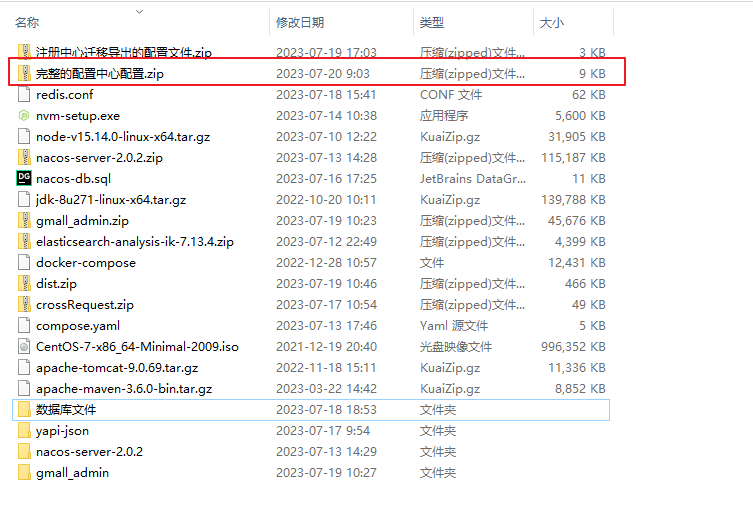 名称 修改日期 类型 大小
注册中心迁移导出的配置文件.zip 2023-07-19 17:03 压缩(zipped)文件... 3 KB
完整的配置中心配置.zip 2023-07-20 9:03 压缩(zipped)文件... 9 KB
redis.conf 2023-07-18 15:41 CONF 文件 62 KB
nvm-setup.exe 2023-07-14 10:38 应用程序 5,600 KB
node-v15.14.0-linux-x64.tar.gz 2023-07-10 12:22 KuaiZip.gz 31,905 KB
nacos-server-2.0.2.zip 2023-07-13 14:28 压缩(zipped)文件... 115,187 KB
DG nacos-db.sql 2023-07-16 17:25 JetBrains DataGr... 11 KB
jdk-8u271-linux-x64.tar.gz 2022-10-20 10:11 KuaiZip.gz 139,788 KB
gmall_admin.zip 2023-07-19 10:23 压缩(zipped)文件... 45,676 KB
elasticsearch-analysis-ik-7.13.4.zip 2023-07-12 22:49 压缩(zipped)文件... 4,399 KB
docker-compose 2022-12-28 10:57 文件 12,431 KB
dist.zip 2023-07-19 10:46 压缩(zipped)文件... 466 KB
crossRequest.zip 2023-07-17 10:54 压缩(zipped)文件... 49 KB
compose.yaml 2023-07-13 17:46 Yaml 源文件 5 KB
CentOS-7-x86_64-Minimal-2009.iso 2021-12-19 20:40 光盘映像文件 996,352 KB
apache-tomcat-9.0.69.tar.gz 2022-11-18 15:11 KuaiZip.gz 11,336 KB
apache-maven-3.6.0-bin.tar.gz 2023-03-22 14:42 KuaiZip.gz 8,852 KB
数据库文件 2023-07-18 18:53 文件夹
yapi-json 2023-07-17 9:54 文件夹
nacos-server-2.0.2 2023-07-13 14:29 文件夹
gmall_admin 2023-07-19 10:27 文件夹